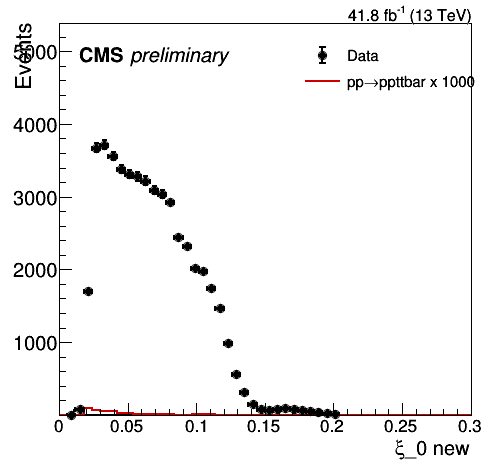 41.8 fb⁻¹ (13 TeV)
Events
CMS preliminary
Data
pp→ppttbar x 1000
5000
4000
3000
2000
1000
0 0.05 0.1 0.15 0.2 0.25 0.3
ξ_0 new